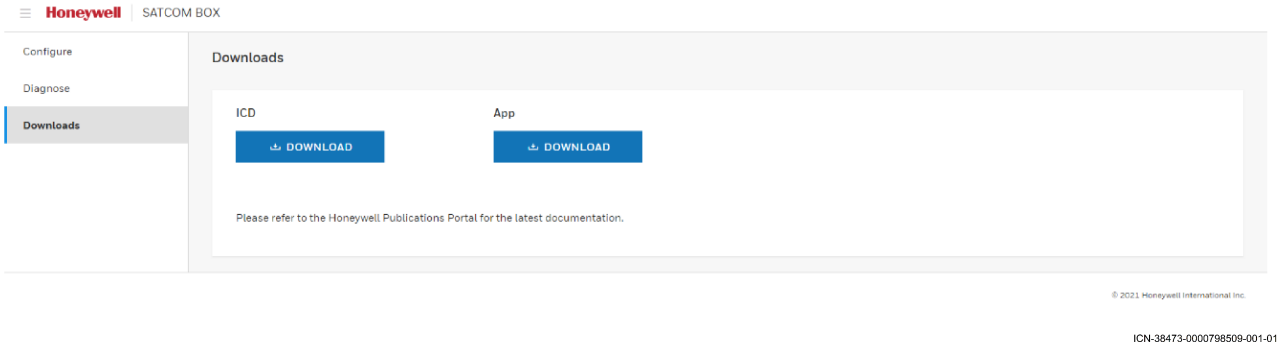 Honeywell SATCOM BOX
Configure
Diagnose
Downloads
Downloads
ICD App
DOWNLOAD DOWNLOAD
Please refer to the Honeywell Publications Portal for the latest documentation.
© 2021 Honeywell International Inc.
ICN-38473-0000798509-001-01